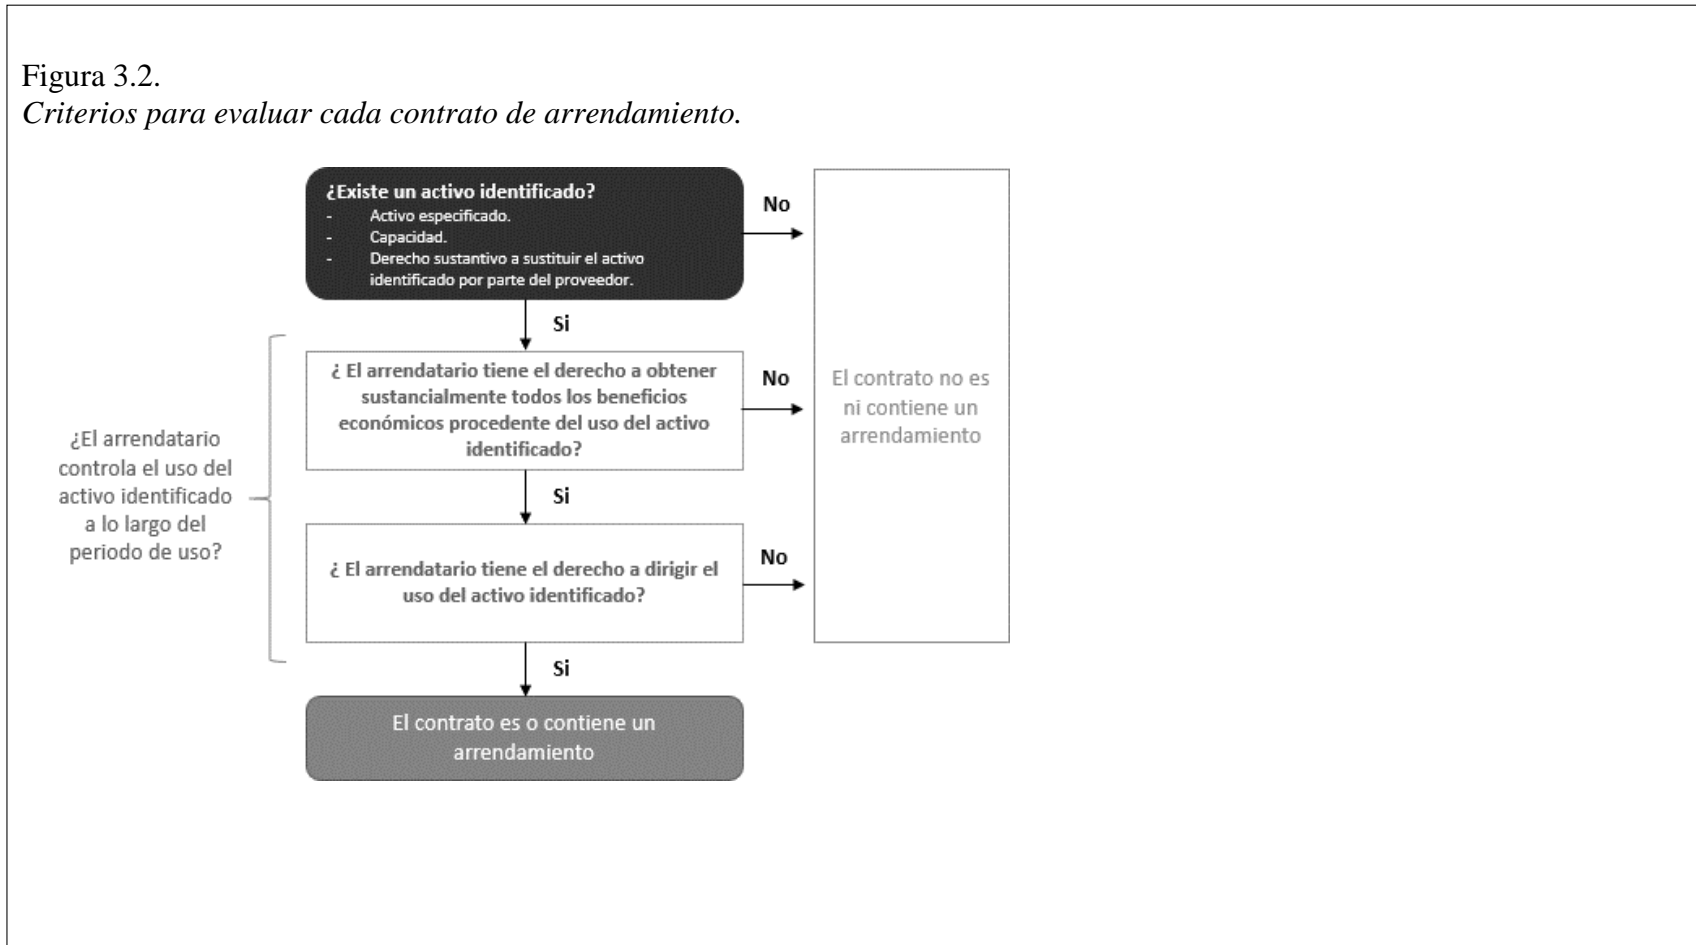 Figura 3.2.
Criterios para evaluar cada contrato de arrendamiento.
¿Existe un activo identificado?
- Activo especificado.
- Capacidad.
- Derecho sustantivo a sustituir el activo
identificado por parte del proveedor.
No
Si
¿ El arrendatario tiene el derecho a obtener
sustancialmente todos los beneficios
económicos procedente del uso del activo
identificado?
No
El contrato no es
ni contiene un
arrendamiento
¿El arrendatario
controla el uso del
activo identificado
a lo largo del
periodo de uso?
Si
¿ El arrendatario tiene el derecho a dirigir el
uso del activo identificado?
No
Si
El contrato es o contiene un
arrendamiento